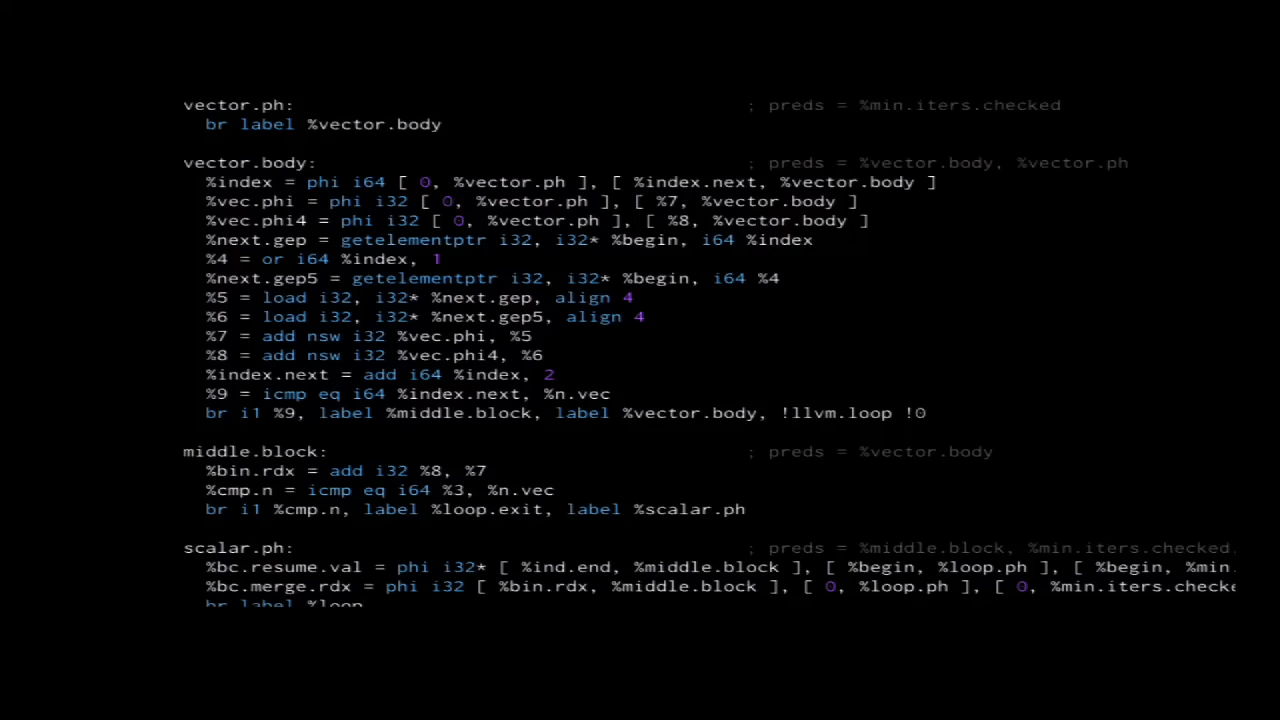 vector.ph: ; preds = %min.iters.checked
br label %vector.body
vector.body: ; preds = %vector.body, %vector.ph
%index = phi i64 [ 0, %vector.ph ], [ %index.next, %vector.body ]
%vec.phi = phi i32 [ 0, %vector.ph ], [ %7, %vector.body ]
%vec.phi4 = phi i32 [ 0, %vector.ph ], [ %8, %vector.body ]
%next.gep = getelementptr i32, i32* %begin, i64 %index
%4 = or i64 %index, 1
%next.gep5 = getelementptr i32, i32* %begin, i64 %4
%5 = load i32, i32* %next.gep, align 4
%6 = load i32, i32* %next.gep5, align 4
%7 = add nsw i32 %vec.phi, %5
%8 = add nsw i32 %vec.phi4, %6
%index.next = add i64 %index, 2
%9 = icmp eq i64 %index.next, %n.vec
br i1 %9, label %middle.block, label %vector.body, !llvm.loop !0
middle.block: ; preds = %vector.body
%bin.rdx = add i32 %8, %7
%cmp.n = icmp eq i64 %3, %n.vec
br i1 %cmp.n, label %loop.exit, label %scalar.ph
scalar.ph: ; preds = %middle.block, %min.iters.checked,
%bc.resume.val = phi i32* [ %ind.end, %middle.block ], [ %begin, %loop.ph ], [ %begin, %min.
%bc.merge.rdx = phi i32 [ %bin.rdx, %middle.block ], [ 0, %loop.ph ], [ 0, %min.iters.checke
br label %loop